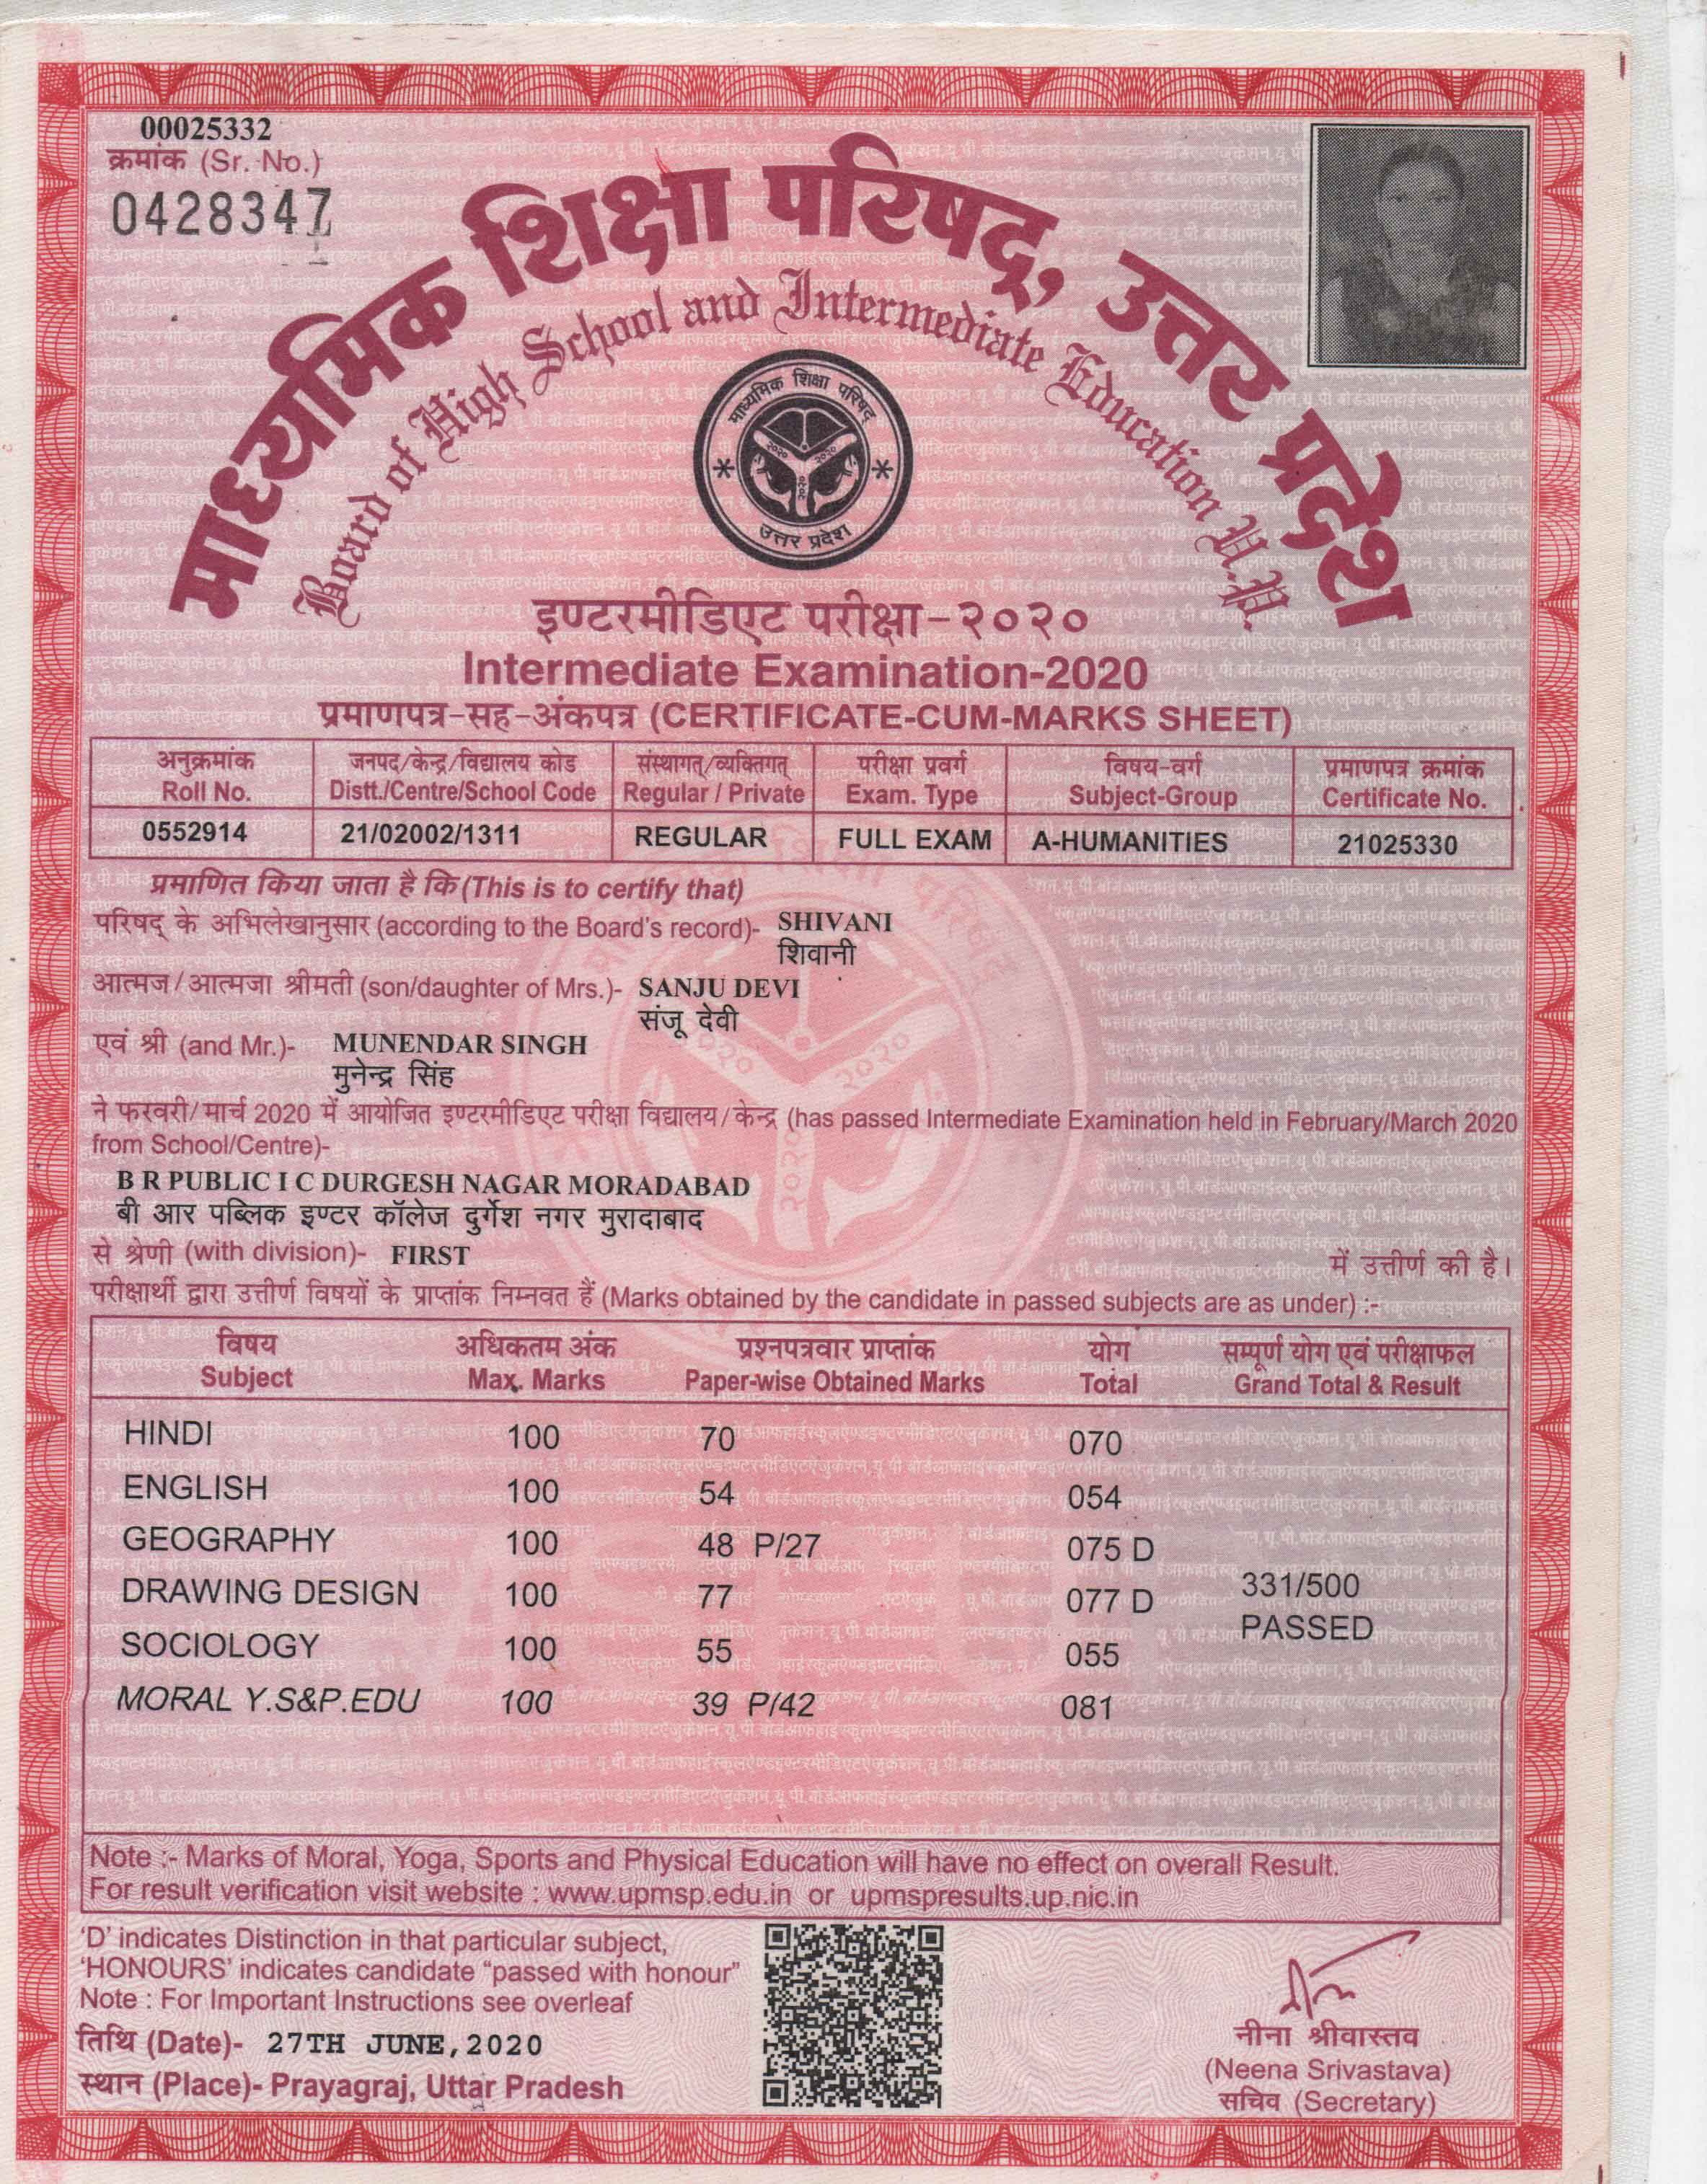 00025332
क्रमांक (Sr. No.)
0428347
माध्यमिक शिक्षा परिषद्, उत्तर प्रदेश
Board of High School and Intermediate Education U.P.
माध्यमिक शिक्षा परिषद्
२०२० २०२०
२०२०
उत्तर प्रदेश
इण्टरमीडिएट परीक्षा-२०२०
Intermediate Examination-2020
प्रमाणपत्र-सह-अंकपत्र (CERTIFICATE-CUM-MARKS SHEET)
अनुक्रमांक जनपद/केन्द्र/विद्यालय कोड संस्थागत्/व्यक्तिगत् परीक्षा प्रवर्ग विषय-वर्ग प्रमाणपत्र क्रमांक
Roll No. Distt./Centre/School Code Regular / Private Exam. Type Subject-Group Certificate No.
0552914 21/02002/1311 REGULAR FULL EXAM A-HUMANITIES 21025330
प्रमाणित किया जाता है कि (This is to certify that)
परिषद् के अभिलेखानुसार (according to the Board's record)- SHIVANI
शिवानी
आत्मज/आत्मजा श्रीमती (son/daughter of Mrs.)- SANJU DEVI
संजू देवी
एवं श्री (and Mr.)- MUNENDAR SINGH
मुनेन्द्र सिंह
ने फरवरी/मार्च 2020 में आयोजित इण्टरमीडिएट परीक्षा विद्यालय/केन्द्र (has passed Intermediate Examination held in February/March 2020
from School/Centre)-
B R PUBLIC I C DURGESH NAGAR MORADABAD
बी आर पब्लिक इण्टर कॉलेज दुर्गेश नगर मुरादाबाद
से श्रेणी (with division)- FIRST में उत्तीर्ण की है।
परीक्षार्थी द्वारा उत्तीर्ण विषयों के प्राप्तांक निम्नवत हैं (Marks obtained by the candidate in passed subjects are as under) :-
विषय अधिकतम अंक प्रश्नपत्रवार प्राप्तांक योग सम्पूर्ण योग एवं परीक्षाफल
Subject Max. Marks Paper-wise Obtained Marks Total Grand Total & Result
HINDI 100 70 070
ENGLISH 100 54 054
GEOGRAPHY 100 48 P/27 075 D
DRAWING DESIGN 100 77 077 D 331/500
PASSED
SOCIOLOGY 100 55 055
MORAL Y.S&P.EDU 100 39 P/42 081
Note :- Marks of Moral, Yoga, Sports and Physical Education will have no effect on overall Result.
For result verification visit website : www.upmsp.edu.in or upmspresults.up.nic.in
'D' indicates Distinction in that particular subject,
'HONOURS' indicates candidate "passed with honour"
Note : For Important Instructions see overleaf
तिथि (Date)- 27TH JUNE,2020
स्थान (Place)- Prayagraj, Uttar Pradesh
नीना श्रीवास्तव
(Neena Srivastava)
सचिव (Secretary)